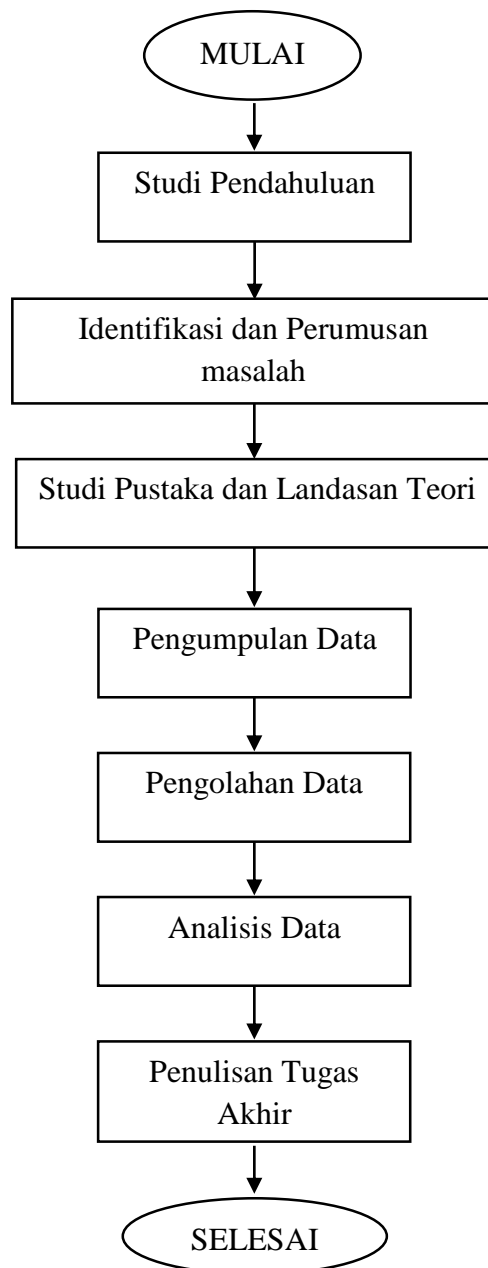 MULAI
Studi Pendahuluan
Identifikasi dan Perumusan
masalah
Studi Pustaka dan Landasan Teori
Pengumpulan Data
Pengolahan Data
Analisis Data
Penulisan Tugas
Akhir
SELESAI